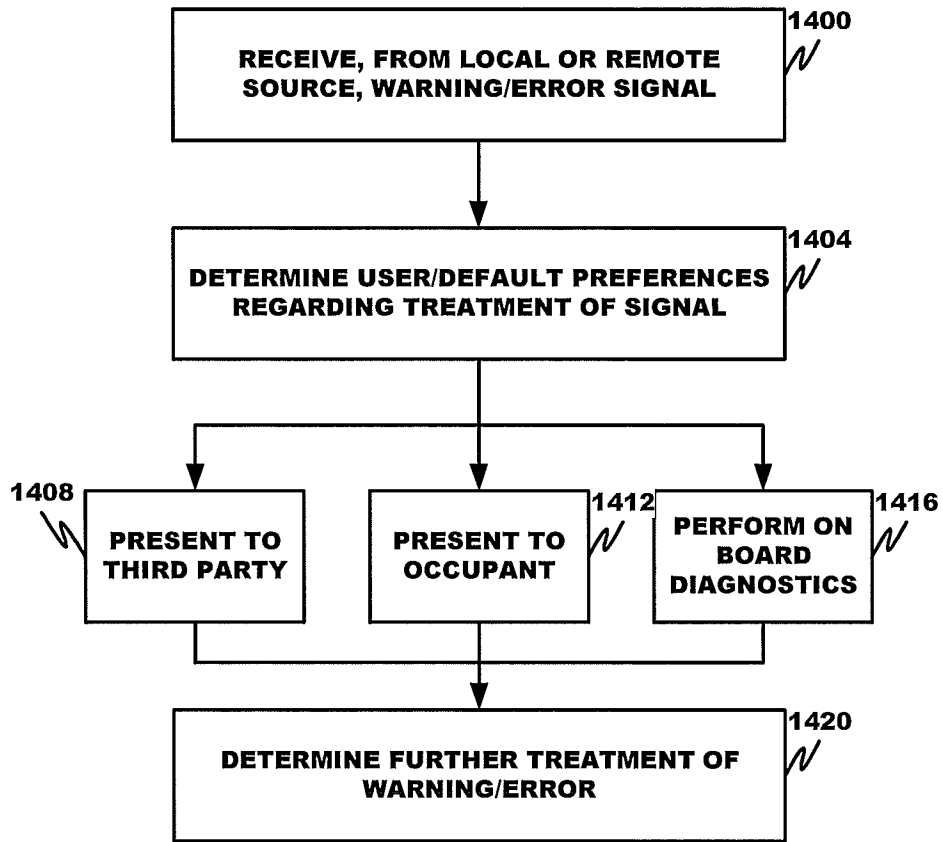 1400
RECEIVE, FROM LOCAL OR REMOTE
SOURCE, WARNING/ERROR SIGNAL
1404
DETERMINE USER/DEFAULT PREFERENCES
REGARDING TREATMENT OF SIGNAL
1408
PRESENT TO
THIRD PARTY
1412
PRESENT TO
OCCUPANT
1416
PERFORM ON
BOARD
DIAGNOSTICS
1420
DETERMINE FURTHER TREATMENT OF
WARNING/ERROR